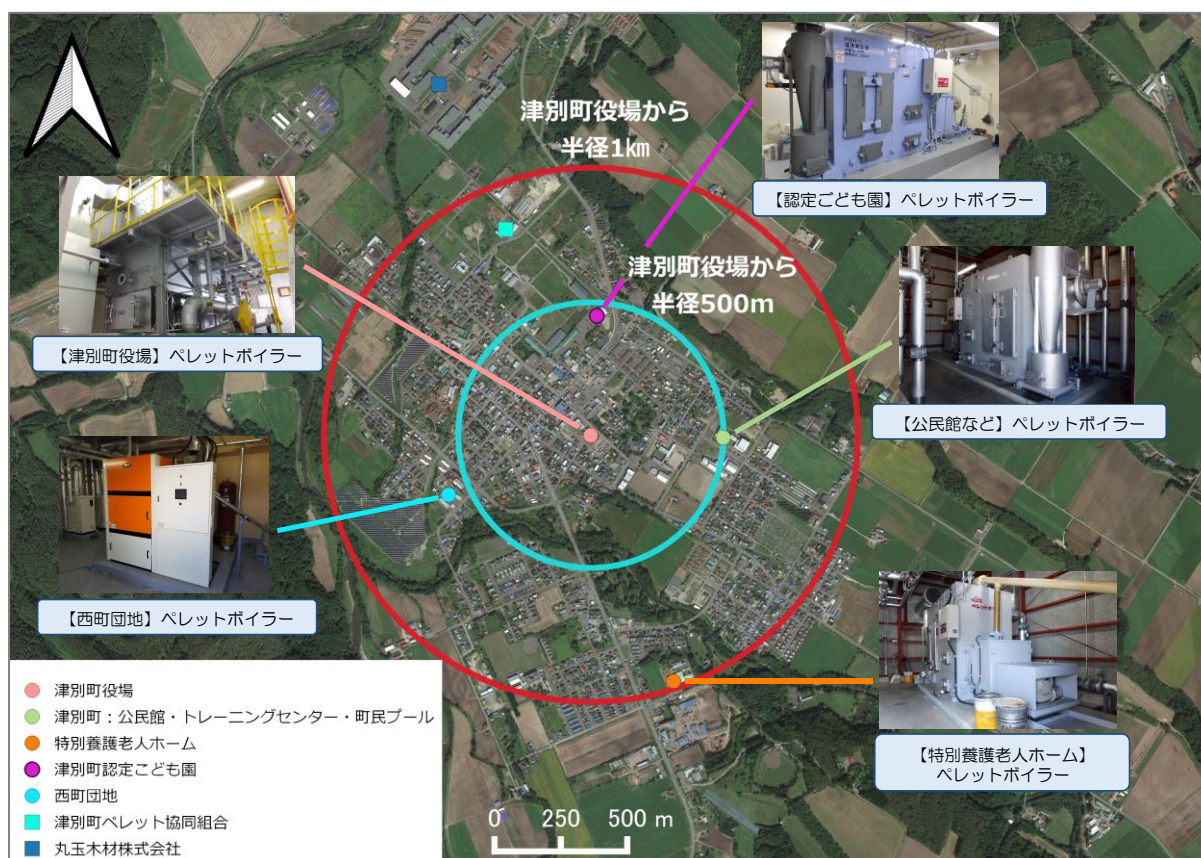 津別町役場から
半径1km
【認定ごども園】ペレットボイラー
津別町役場から
半径500m
【津別町役場】ペレットボイラー
【公民館など】ペレットボイラー
【西町団地】ペレットボイラー
【特別養護老人ホーム】
ペレットボイラー
津別町役場
津別町：公民館・トレーニングセンター・町民プール
特別養護老人ホーム
津別町認定こども園
西町団地
津別町ペレット協同組合
丸玉木材株式会社
0 250 500 m